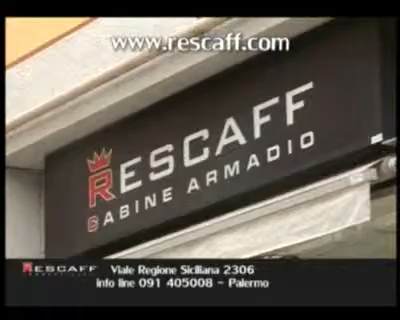 www.rescaff.com
RESCAFF
CABINE ARMADIO
RESCAFF
Viale Regione Siciliana 2306
info line 091 405008 - Palermo